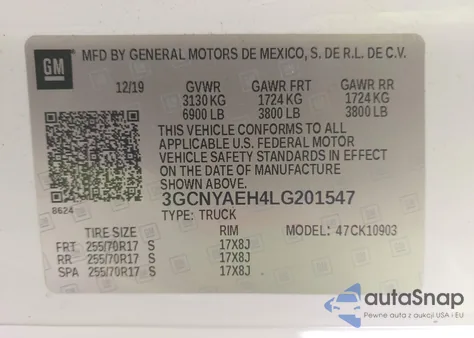 GM
MFD BY GENERAL MOTORS DE MEXICO, S. DE R.L. DE C.V.
12/19 GVWR GAWR FRT GAWR RR
3130 KG 1724 KG 1724 KG
6900 LB 3800 LB 3800 LB
THIS VEHICLE CONFORMS TO ALL
APPLICABLE U.S. FEDERAL MOTOR
VEHICLE SAFETY STANDARDS IN EFFECT
ON THE DATE OF MANUFACTURE
SHOWN ABOVE.
8624
3GCNYAEH4LG201547
TYPE: TRUCK
TIRE SIZE RIM MODEL: 47CK10903
FRT 255/70R17 S 17X8J
RR 255/70R17 S 17X8J
SPA 255/70R17 S 17X8J
autaSnap
Pewne auta z aukcji USA i EU